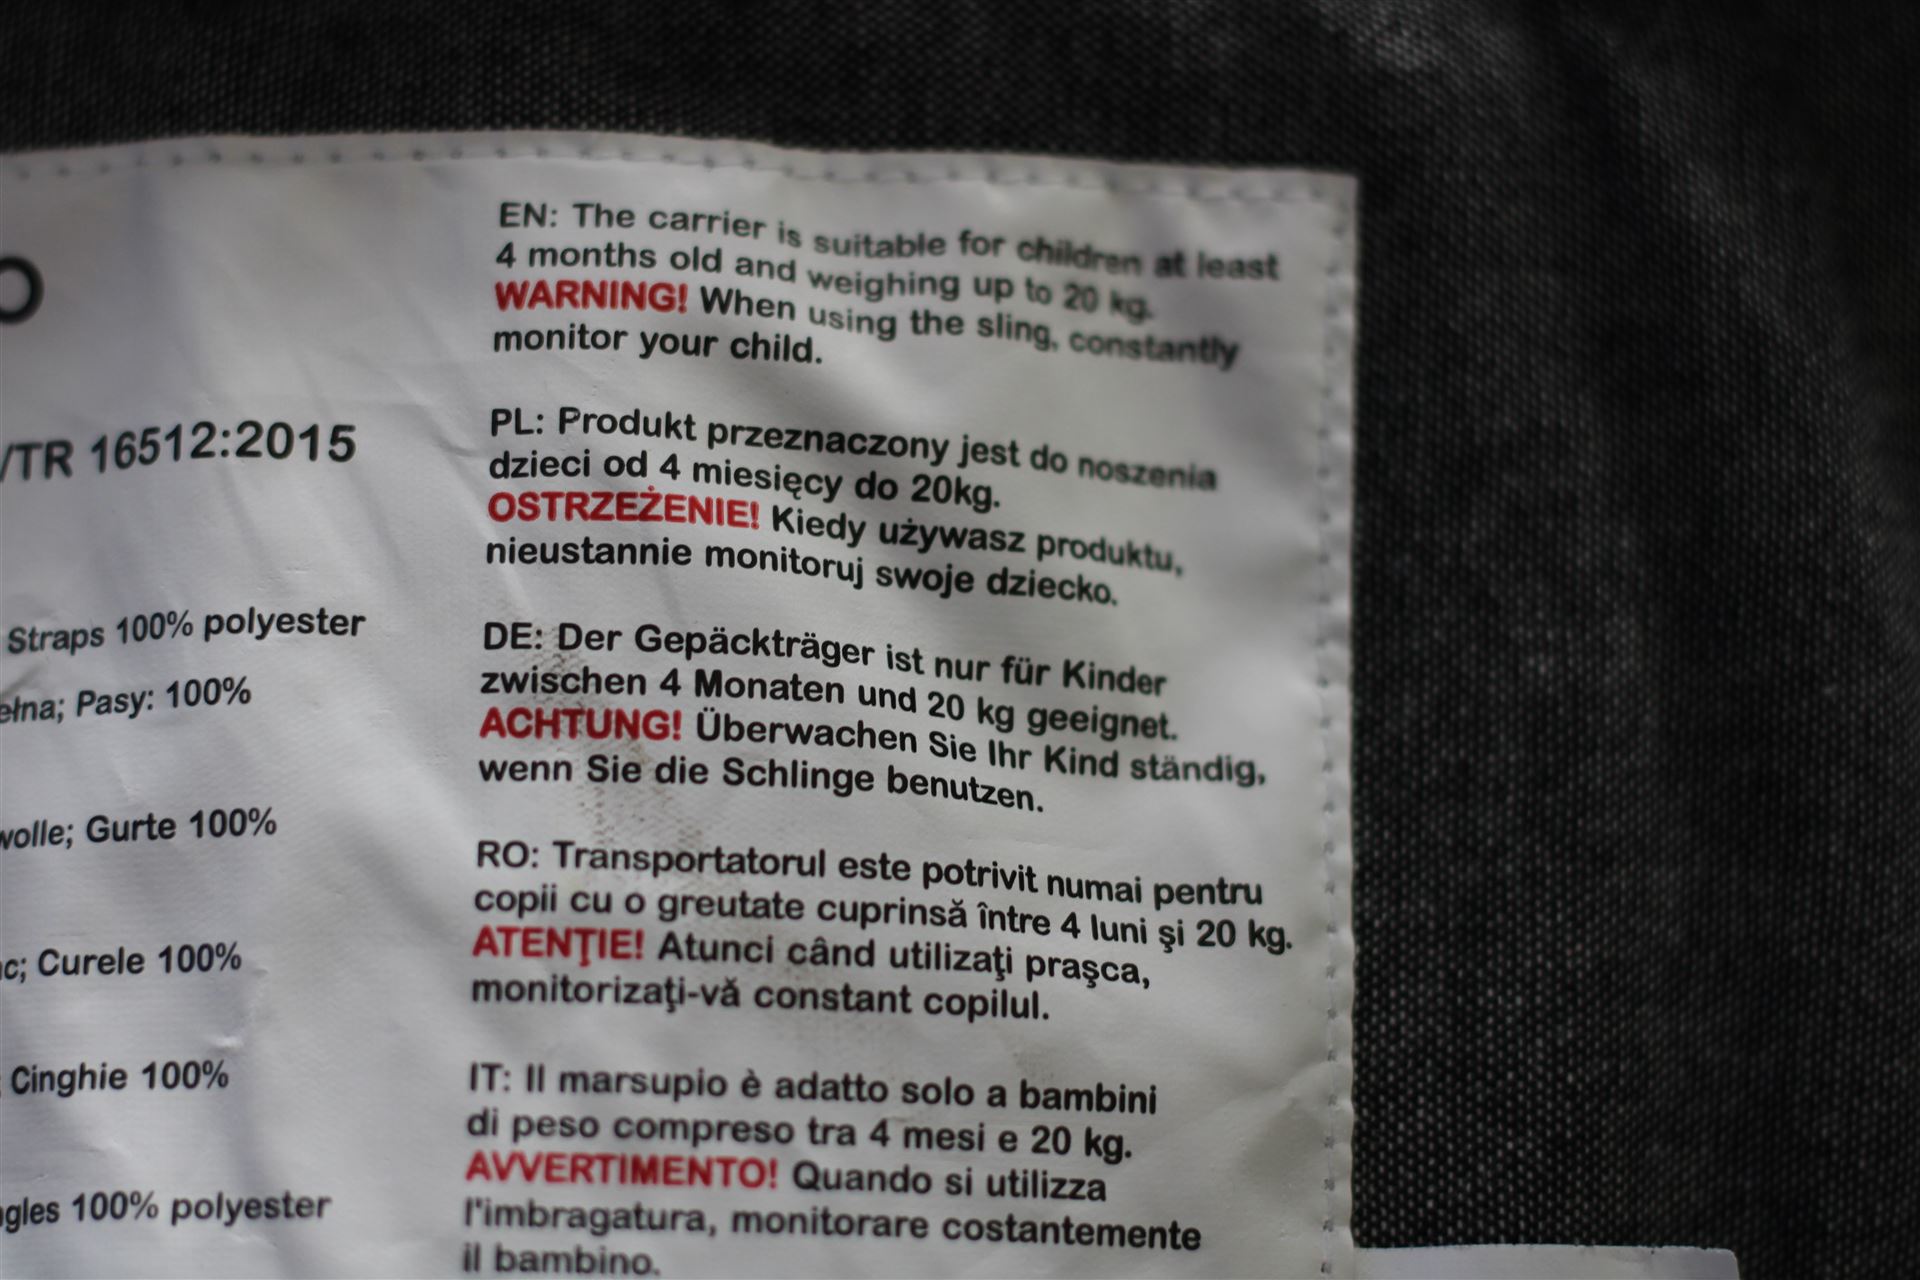 O
/TR 16512:2015
Straps 100% polyester
ełna; Pasy: 100%
wolle; Gurte 100%
c; Curele 100%
Cinghie 100%
gles 100% polyester
EN: The carrier is suitable for children at least
4 months old and weighing up to 20 kg.
WARNING! When using the sling, constantly
monitor your child.
PL: Produkt przeznaczony jest do noszenia
dzieci od 4 miesięcy do 20kg.
OSTRZEŻENIE! Kiedy używasz produktu,
nieustannie monitoruj swoje dziecko.
DE: Der Gepäckträger ist nur für Kinder
zwischen 4 Monaten und 20 kg geeignet.
ACHTUNG! Überwachen Sie Ihr Kind ständig,
wenn Sie die Schlinge benutzen.
RO: Transportatorul este potrivit numai pentru
copii cu o greutate cuprinsă între 4 luni şi 20 kg.
ATENŢIE! Atunci când utilizaţi praşca,
monitorizaţi-vă constant copilul.
IT: Il marsupio è adatto solo a bambini
di peso compreso tra 4 mesi e 20 kg.
AVVERTIMENTO! Quando si utilizza
l'imbragatura, monitorare costantemente
il bambino.